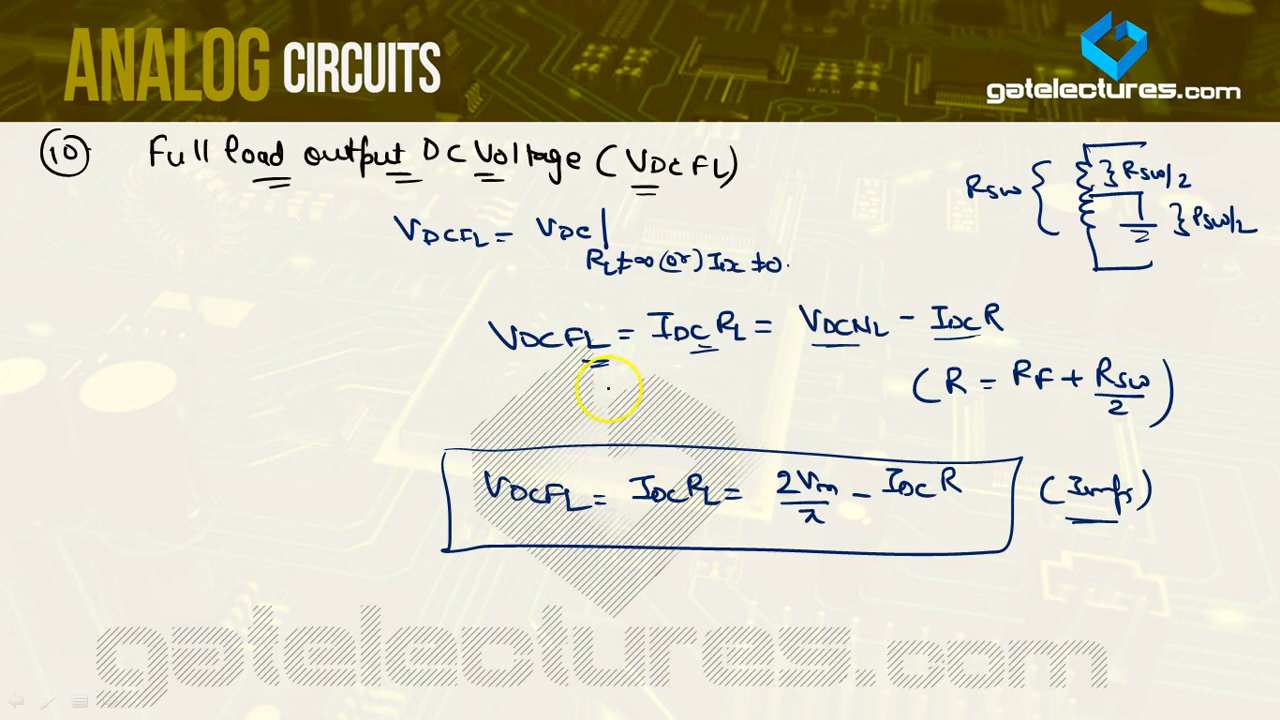 ANALOG CIRCUITS
gatelectures.com
(10) Full load output DC Voltage (VDCFL)
RSW { } RSW/2
} RSW/2
VDCFL = VDC |
RL≠∞ (or) IDC ≠0.
VDCFL = IDC RL = VDCNL - IDC R
(R = RF + RSW/2)
VDCFL = IDC RL = 2Vm/π - IDC R (Imp)
gatelectures.com